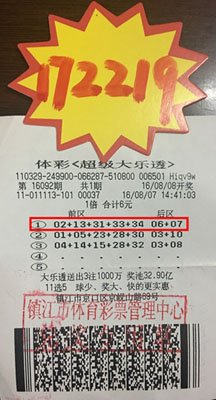 172219
体彩<超级大乐透>
110329-249900-066287-510800 006501 Hiqv9w
第 16092期 共1期 16/08/08开奖
11-011113-101 00037 16/08/07 14:41:03
1倍 合计6元
前区 后区
① 02+13+31+33+34 06+07
② 01+05+23+28+30 03+10
③ 04+14+15+28+32 03+08
④
⑤
大乐透送出3注1000万 奖池32.90亿
11选5 球少、奖大、快的更实惠
镇江市京口区京岘山路89号
镇江市体育彩票管理中心